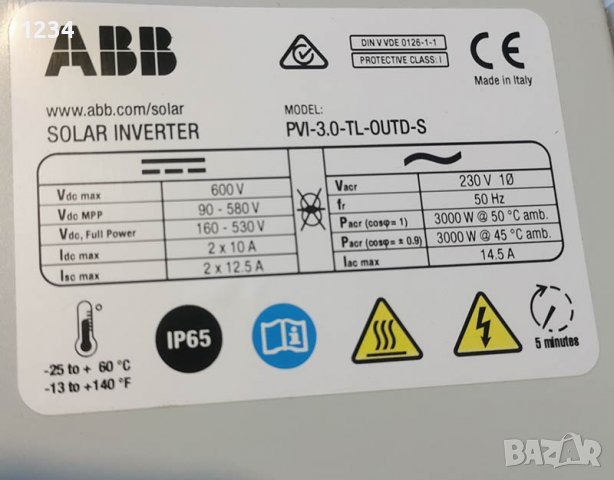 1234
ABB
DIN V VDE 0126-1-1
PROTECTIVE CLASS: I
CE
Made in Italy
www.abb.com/solar
SOLAR INVERTER
MODEL:
PVI-3.0-TL-OUTD-S
Vdc max 600 V
Vdc MPP 90 - 580 V
Vdc, Full Power 160 - 530 V
Idc max 2 x 10 A
Isc max 2 x 12.5 A
Vacr 230 V 1Ø
fr 50 Hz
Pacr (cosφ= 1) 3000 W @ 50 °C amb.
Pacr (cosφ= ± 0.9) 3000 W @ 45 °C amb.
Iac max 14.5 A
-25 to + 60 °C
-13 to +140 °F
IP65
5 minutes
BAZAR